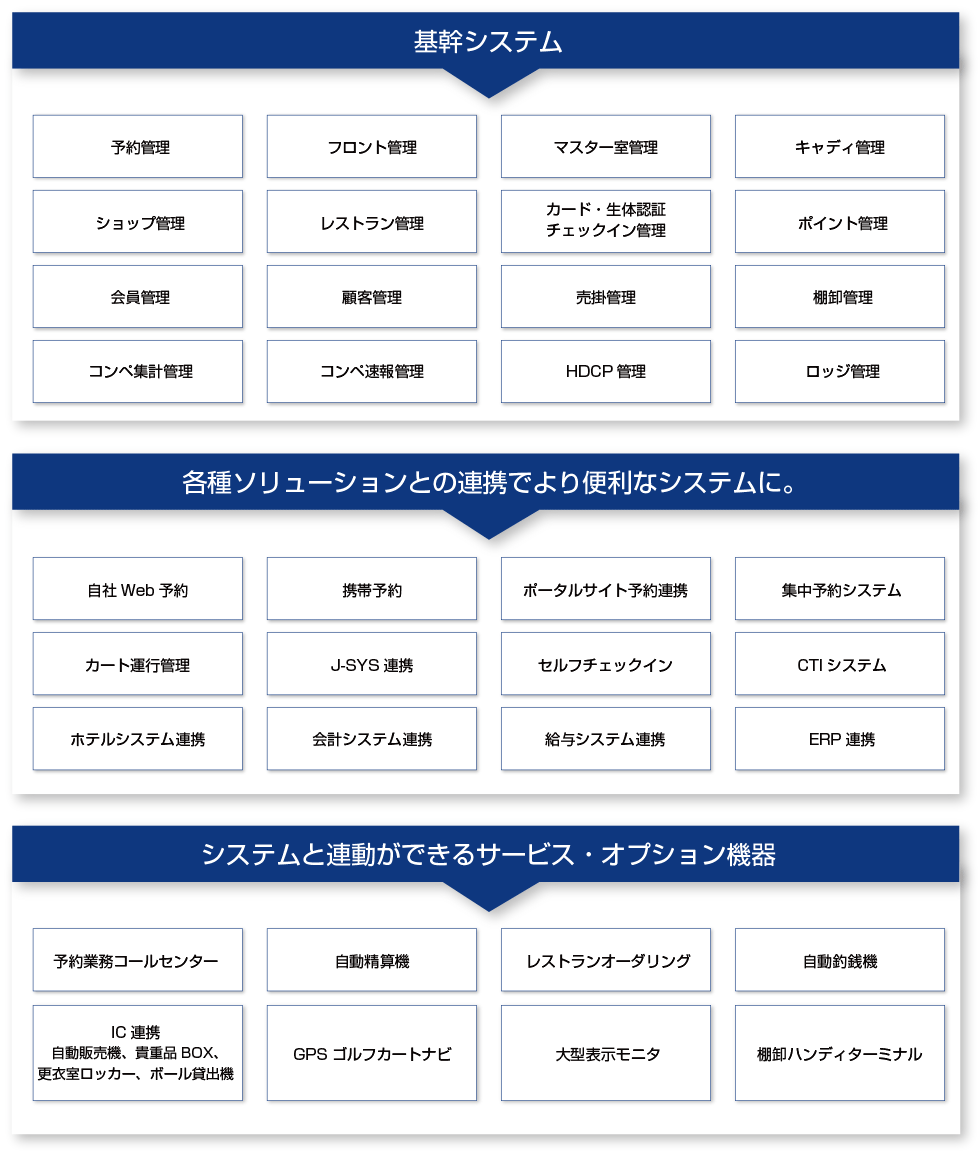 基幹システム
予約管理
フロント管理
マスター室管理
キャディ管理
ショップ管理
レストラン管理
カード・生体認証
チェックイン管理
ポイント管理
会員管理
顧客管理
売掛管理
棚卸管理
コンペ集計管理
コンペ速報管理
HDCP 管理
ロッジ管理
各種ソリューションとの連携でより便利なシステムに。
自社 Web 予約
携帯予約
ポータルサイト予約連携
集中予約システム
カート運行管理
J-SYS 連携
セルフチェックイン
CTI システム
ホテルシステム連携
会計システム連携
給与システム連携
ERP 連携
システムと連動ができるサービス・オプション機器
予約業務コールセンター
自動精算機
レストランオーダリング
自動釣銭機
IC 連携
自動販売機、貴重品 BOX、
更衣室ロッカー、ボール貸出機
GPS ゴルフカートナビ
大型表示モニタ
棚卸ハンディターミナル